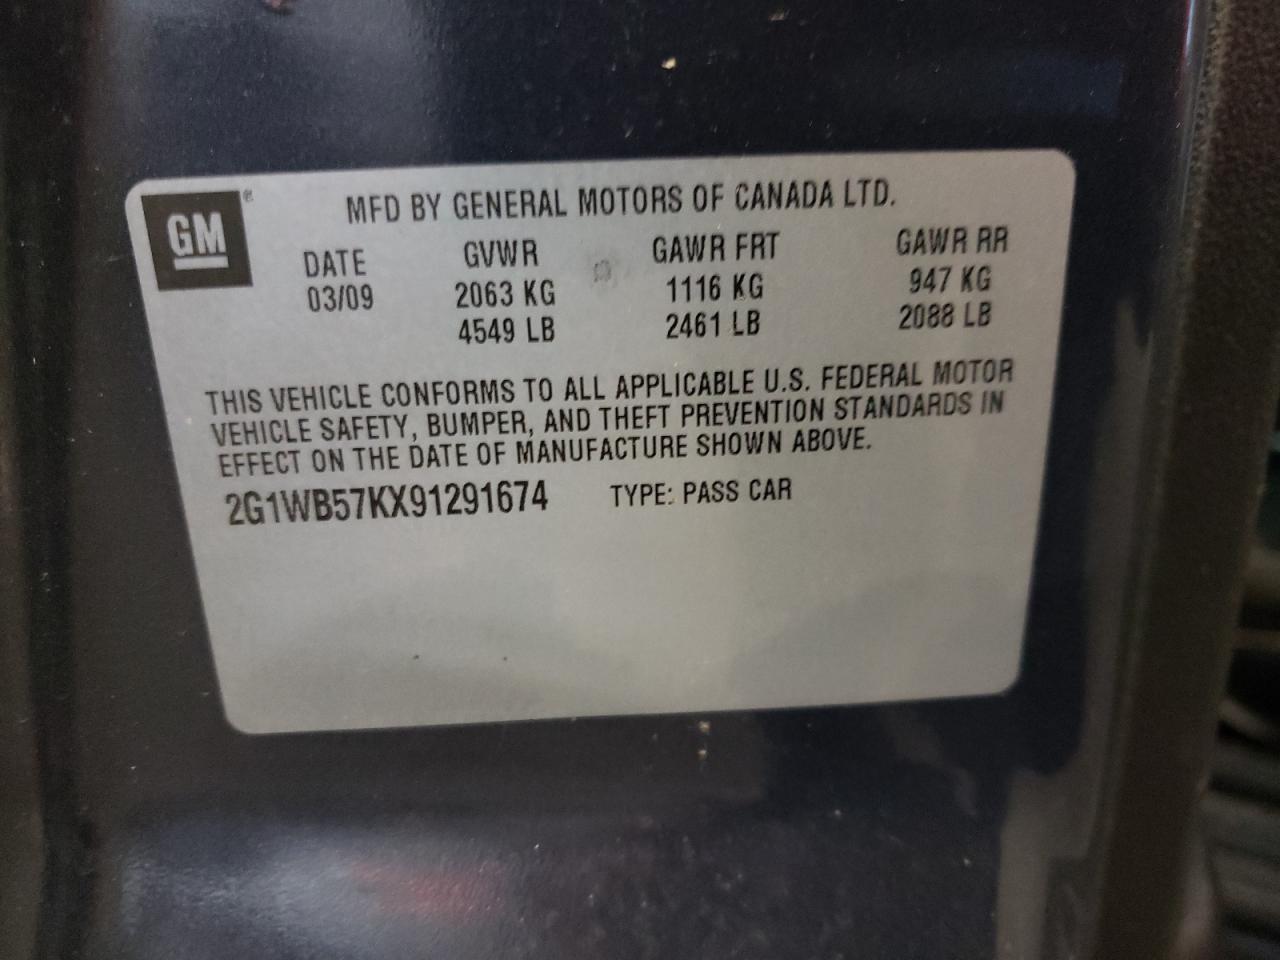 GM®
MFD BY GENERAL MOTORS OF CANADA LTD.
DATE GVWR GAWR FRT GAWR RR
03/09 2063 KG 1116 KG 947 KG
4549 LB 2461 LB 2088 LB
THIS VEHICLE CONFORMS TO ALL APPLICABLE U.S. FEDERAL MOTOR
VEHICLE SAFETY, BUMPER, AND THEFT PREVENTION STANDARDS IN
EFFECT ON THE DATE OF MANUFACTURE SHOWN ABOVE.
2G1WB57KX91291674 TYPE: PASS CAR